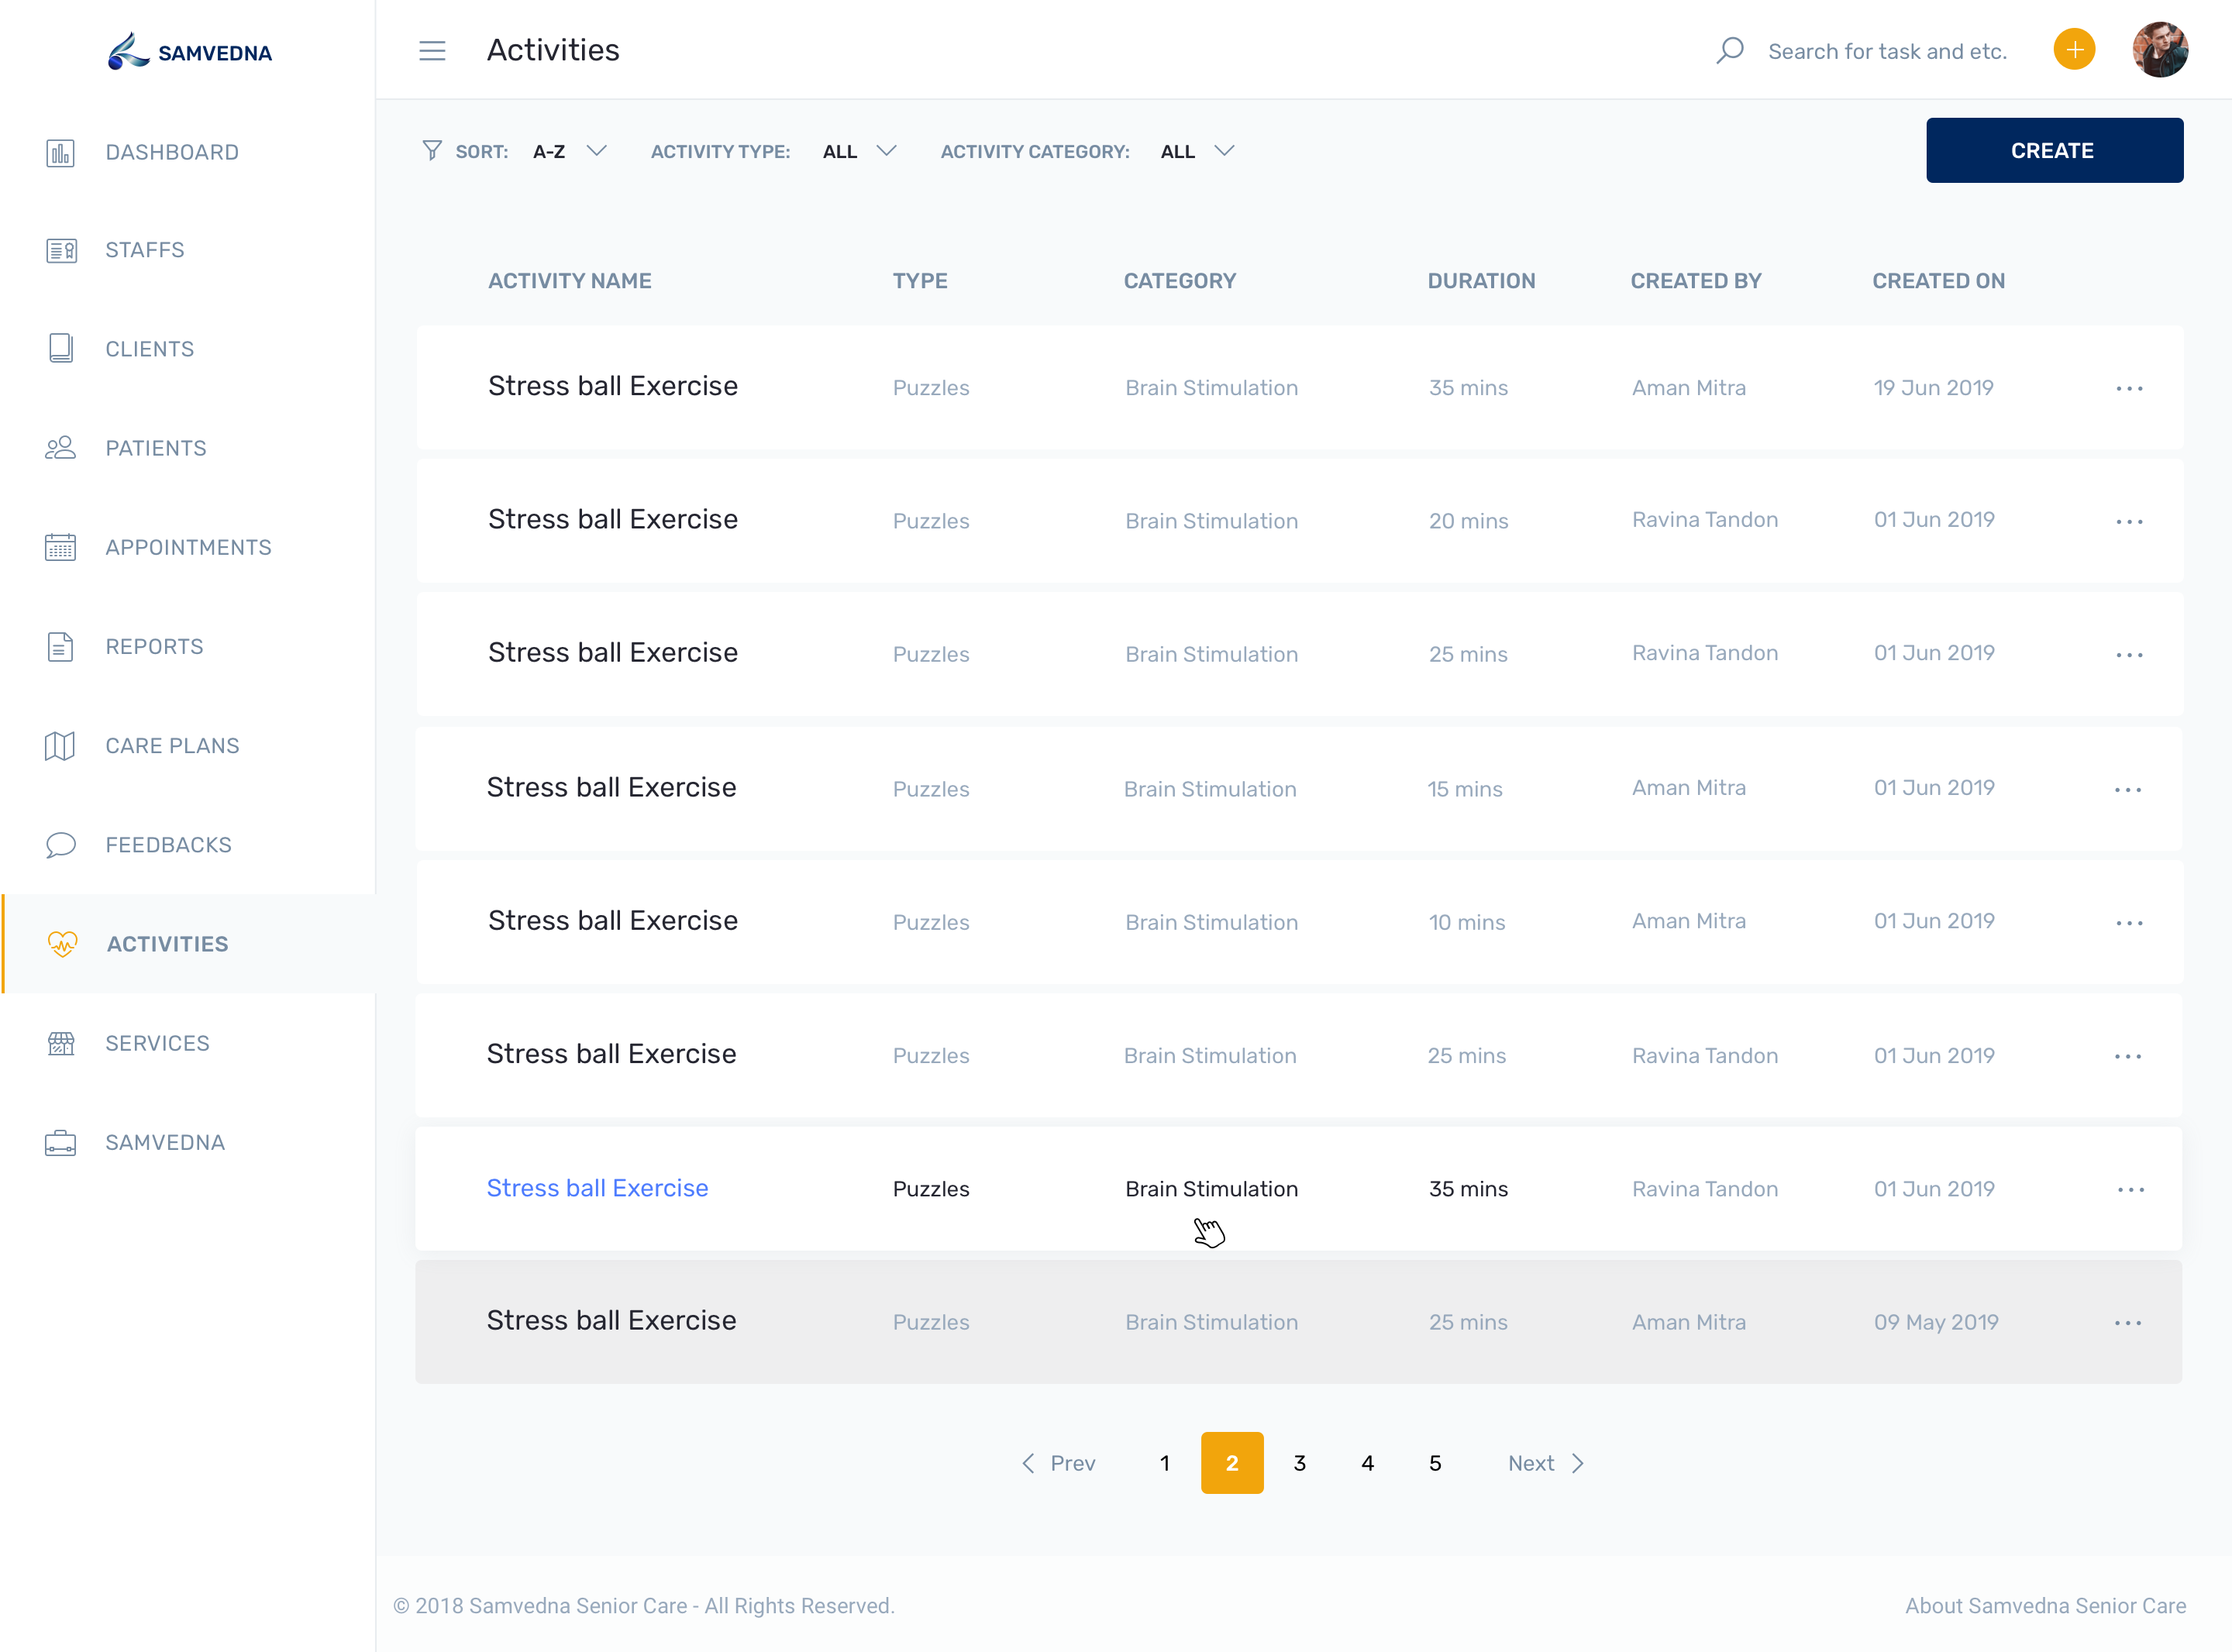 SAMVEDNA
Activities
Search for task and etc.
DASHBOARD
STAFFS
CLIENTS
PATIENTS
APPOINTMENTS
REPORTS
CARE PLANS
FEEDBACKS
ACTIVITIES
SERVICES
SAMVEDNA
SORT: A-Z ACTIVITY TYPE: ALL ACTIVITY CATEGORY: ALL
CREATE
ACTIVITY NAME TYPE CATEGORY DURATION CREATED BY CREATED ON
Stress ball Exercise Puzzles Brain Stimulation 35 mins Aman Mitra 19 Jun 2019
Stress ball Exercise Puzzles Brain Stimulation 20 mins Ravina Tandon 01 Jun 2019
Stress ball Exercise Puzzles Brain Stimulation 25 mins Ravina Tandon 01 Jun 2019
Stress ball Exercise Puzzles Brain Stimulation 15 mins Aman Mitra 01 Jun 2019
Stress ball Exercise Puzzles Brain Stimulation 10 mins Aman Mitra 01 Jun 2019
Stress ball Exercise Puzzles Brain Stimulation 25 mins Ravina Tandon 01 Jun 2019
Stress ball Exercise Puzzles Brain Stimulation 35 mins Ravina Tandon 01 Jun 2019
Stress ball Exercise Puzzles Brain Stimulation 25 mins Aman Mitra 09 May 2019
Prev 1 2 3 4 5 Next
© 2018 Samvedna Senior Care - All Rights Reserved.
About Samvedna Senior Care